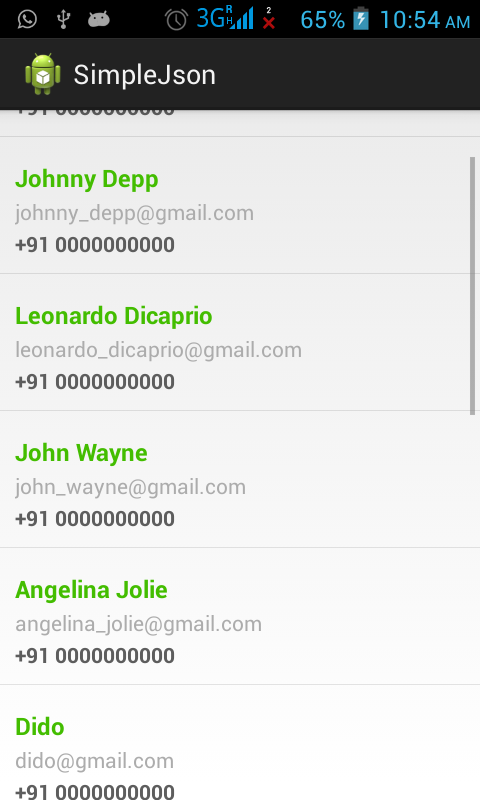 3G R H 2 65% 10:54 AM
SimpleJson
+91 0000000000
Johnny Depp
johnny_depp@gmail.com
+91 0000000000
Leonardo Dicaprio
leonardo_dicaprio@gmail.com
+91 0000000000
John Wayne
john_wayne@gmail.com
+91 0000000000
Angelina Jolie
angelina_jolie@gmail.com
+91 0000000000
Dido
dido@gmail.com
+91 0000000000